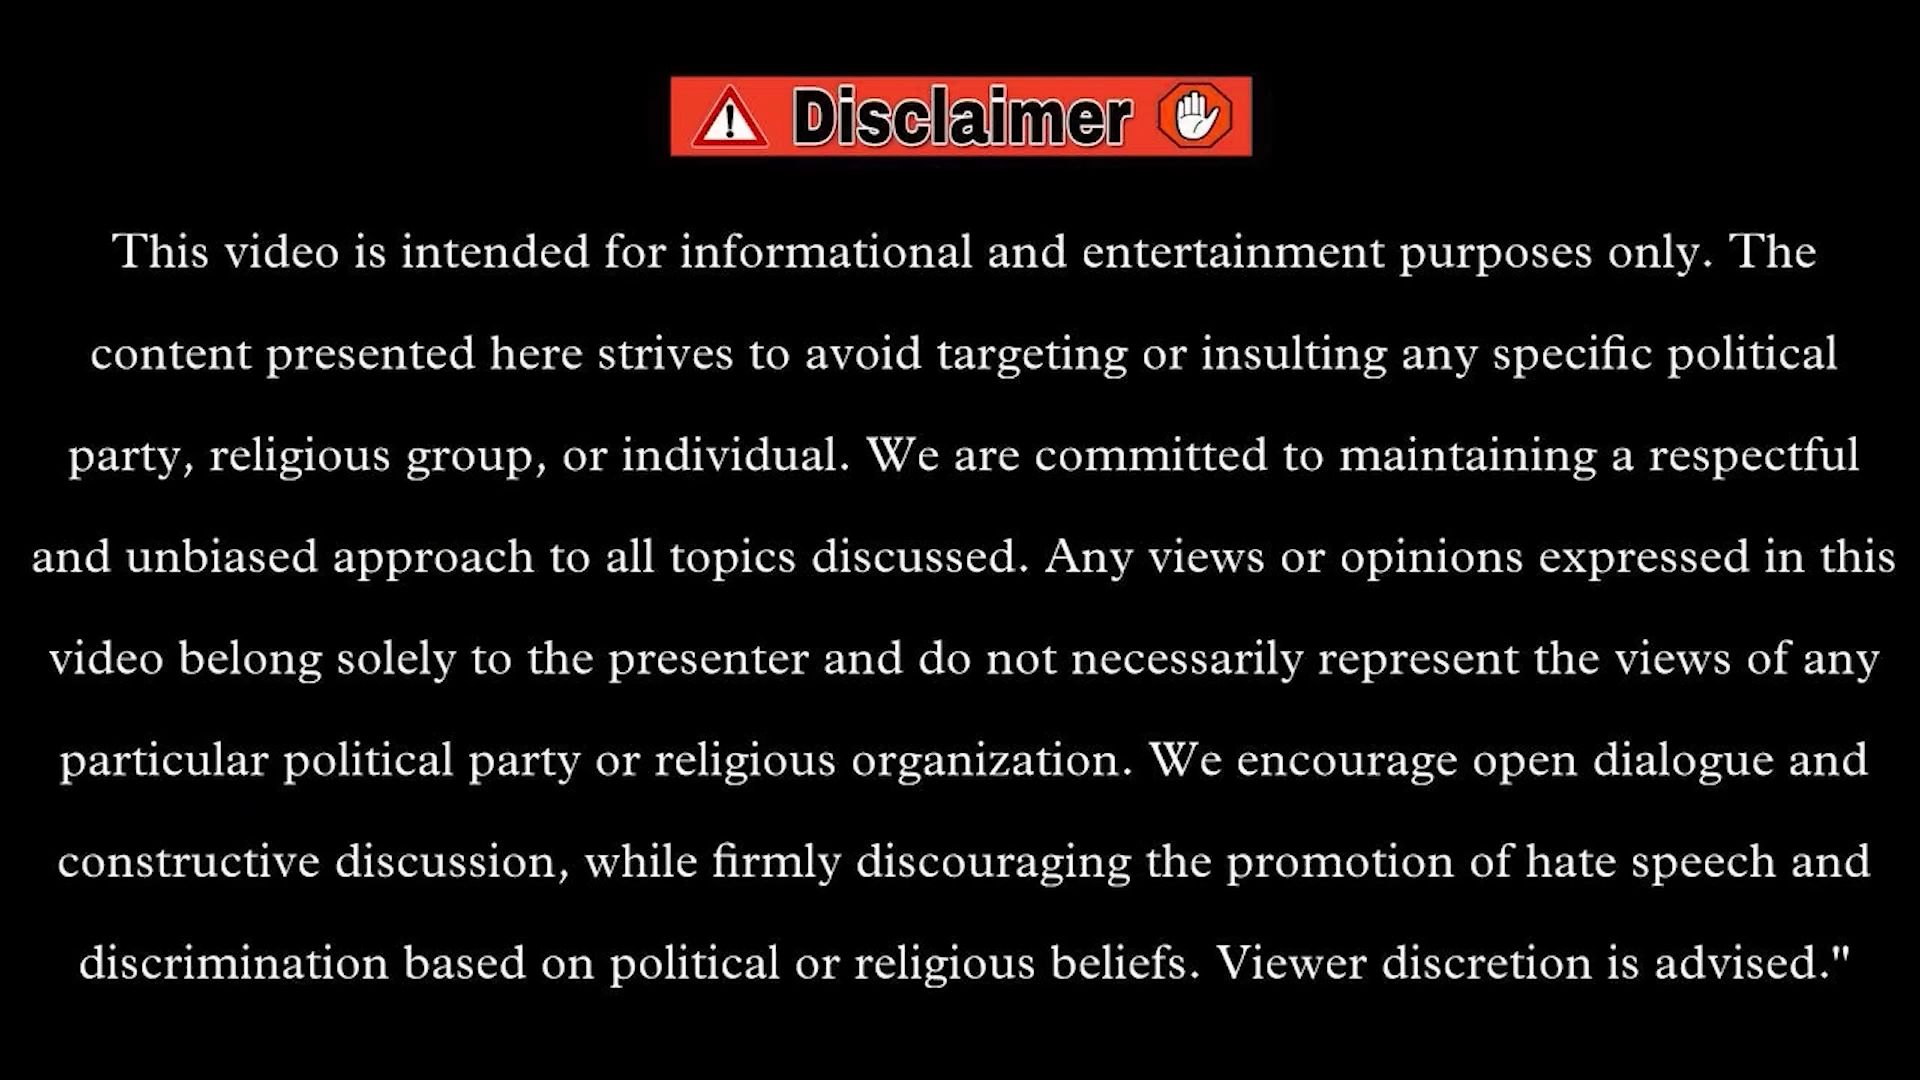 Disclaimer
This video is intended for informational and entertainment purposes only. The
content presented here strives to avoid targeting or insulting any specific political
party, religious group, or individual. We are committed to maintaining a respectful
and unbiased approach to all topics discussed. Any views or opinions expressed in this
video belong solely to the presenter and do not necessarily represent the views of any
particular political party or religious organization. We encourage open dialogue and
constructive discussion, while firmly discouraging the promotion of hate speech and
discrimination based on political or religious beliefs. Viewer discretion is advised."